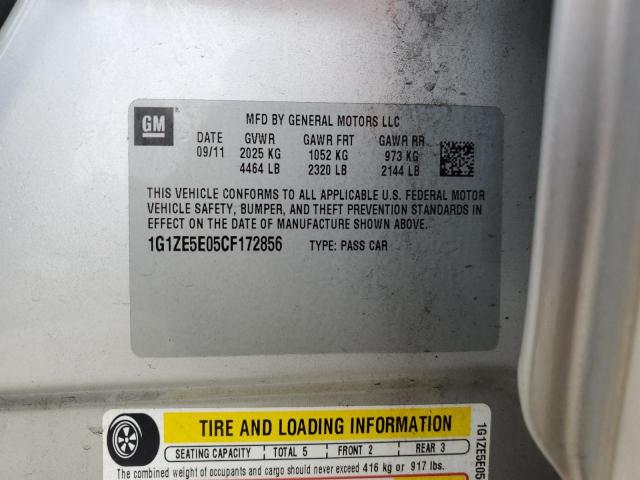 GM
MFD BY GENERAL MOTORS LLC
DATE GVWR GAWR FRT GAWR RR
09/11 2025 KG 1052 KG 973 KG
4464 LB 2320 LB 2144 LB
THIS VEHICLE CONFORMS TO ALL APPLICABLE U.S. FEDERAL MOTOR
VEHICLE SAFETY, BUMPER, AND THEFT PREVENTION STANDARDS IN
EFFECT ON THE DATE OF MANUFACTURE SHOWN ABOVE.
1G1ZE5E05CF172856 TYPE: PASS CAR
TIRE AND LOADING INFORMATION
SEATING CAPACITY TOTAL 5 FRONT 2 REAR 3
The combined weight of occupants and cargo should never exceed 416 kg or 917 lbs.
1G1ZE5E05